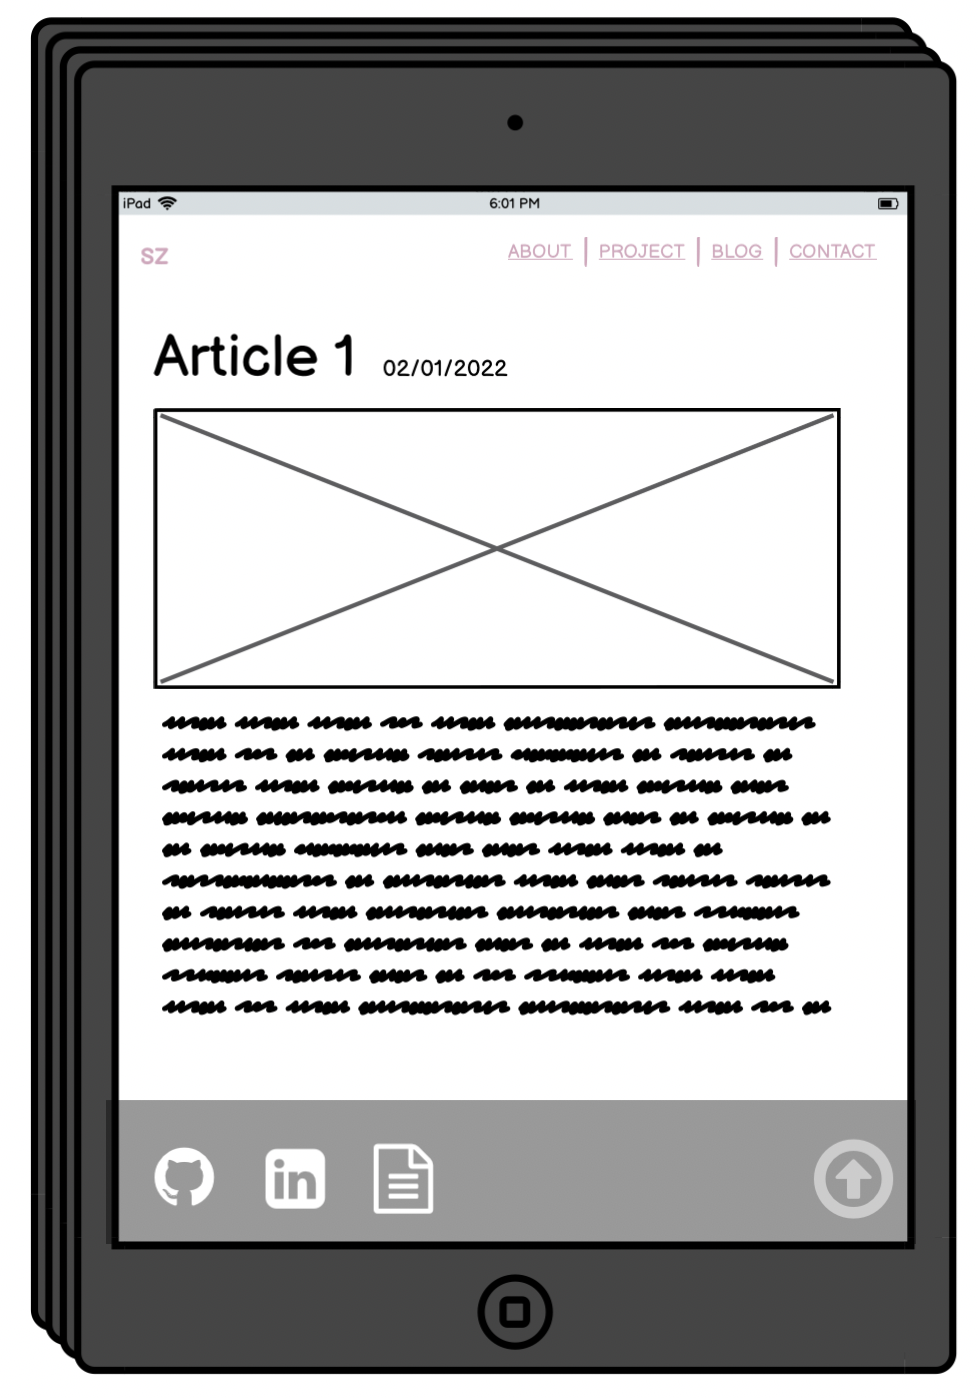 iPad 6:01 PM
SZ ABOUT PROJECT BLOG CONTACT
Article 1 02/01/2022
in